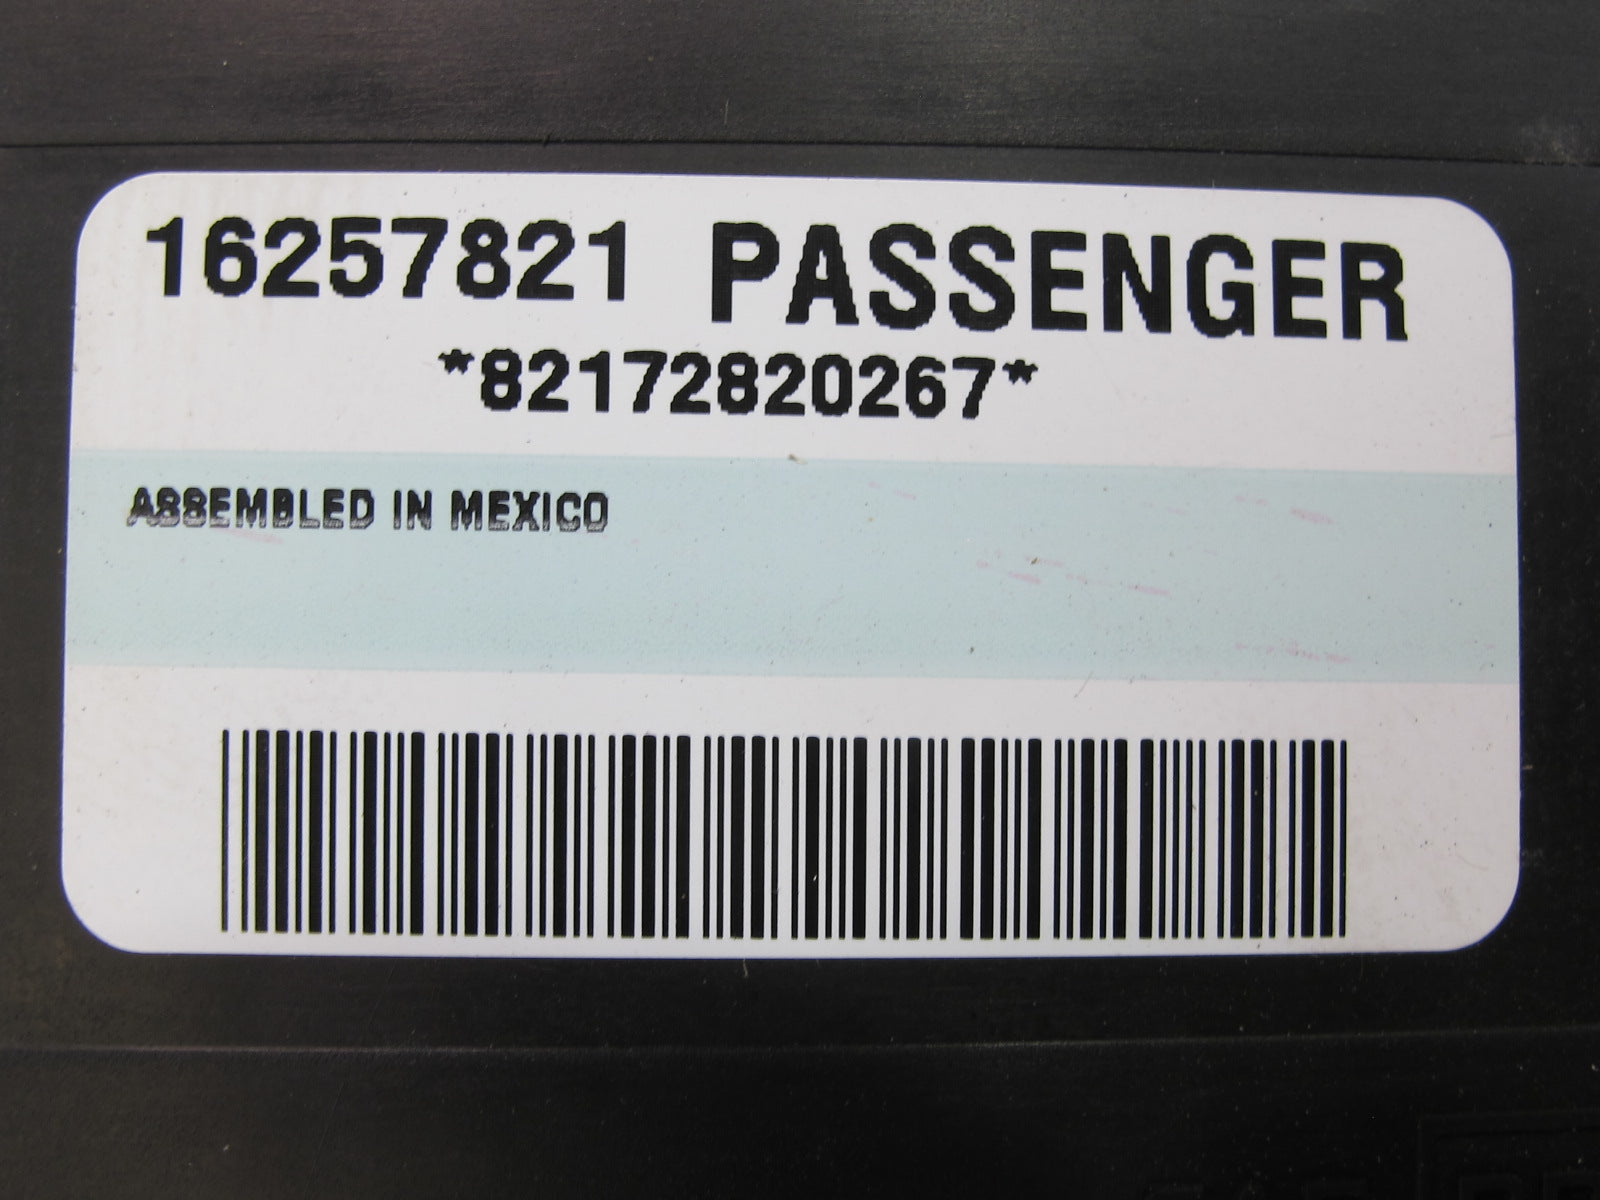 16257821 PASSENGER
*82172820267*
ASSEMBLED IN MEXICO